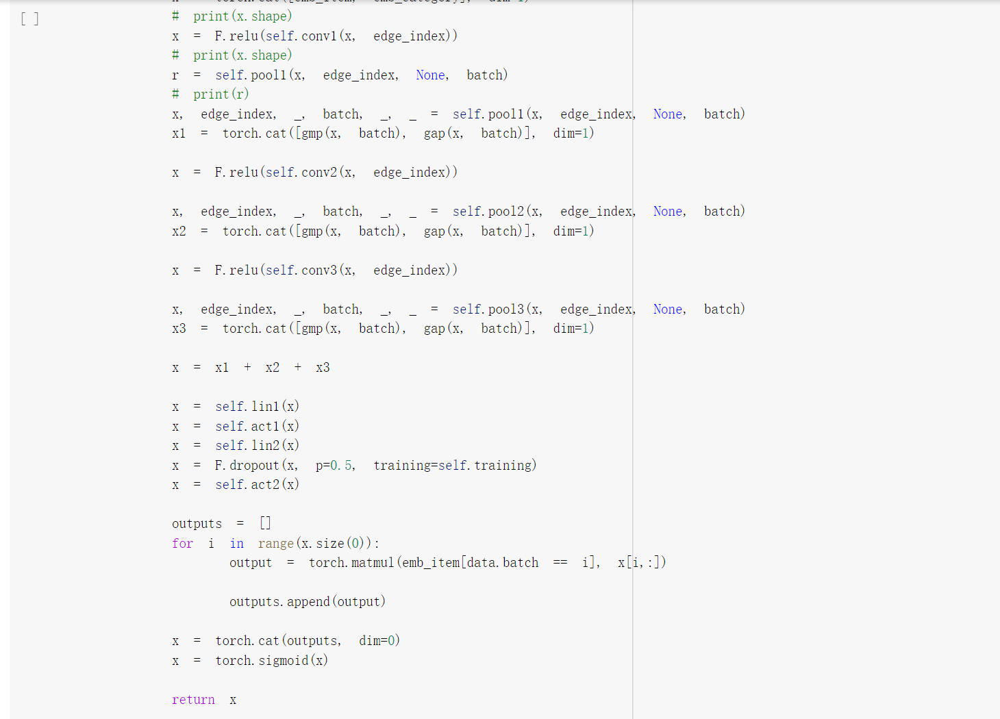 [ ]
# print(x.shape)
x = F.relu(self.conv1(x, edge_index))
# print(x.shape)
r = self.pool1(x, edge_index, None, batch)
# print(r)
x, edge_index, _, batch, _, _ = self.pool1(x, edge_index, None, batch)
x1 = torch.cat([gmp(x, batch), gap(x, batch)], dim=1)
x = F.relu(self.conv2(x, edge_index))
x, edge_index, _, batch, _, _ = self.pool2(x, edge_index, None, batch)
x2 = torch.cat([gmp(x, batch), gap(x, batch)], dim=1)
x = F.relu(self.conv3(x, edge_index))
x, edge_index, _, batch, _, _ = self.pool3(x, edge_index, None, batch)
x3 = torch.cat([gmp(x, batch), gap(x, batch)], dim=1)
x = x1 + x2 + x3
x = self.lin1(x)
x = self.act1(x)
x = self.lin2(x)
x = F.dropout(x, p=0.5, training=self.training)
x = self.act2(x)
outputs = []
for i in range(x.size(0)):
output = torch.matmul(emb_item[data.batch == i], x[i,:])
outputs.append(output)
x = torch.cat(outputs, dim=0)
x = torch.sigmoid(x)
return x